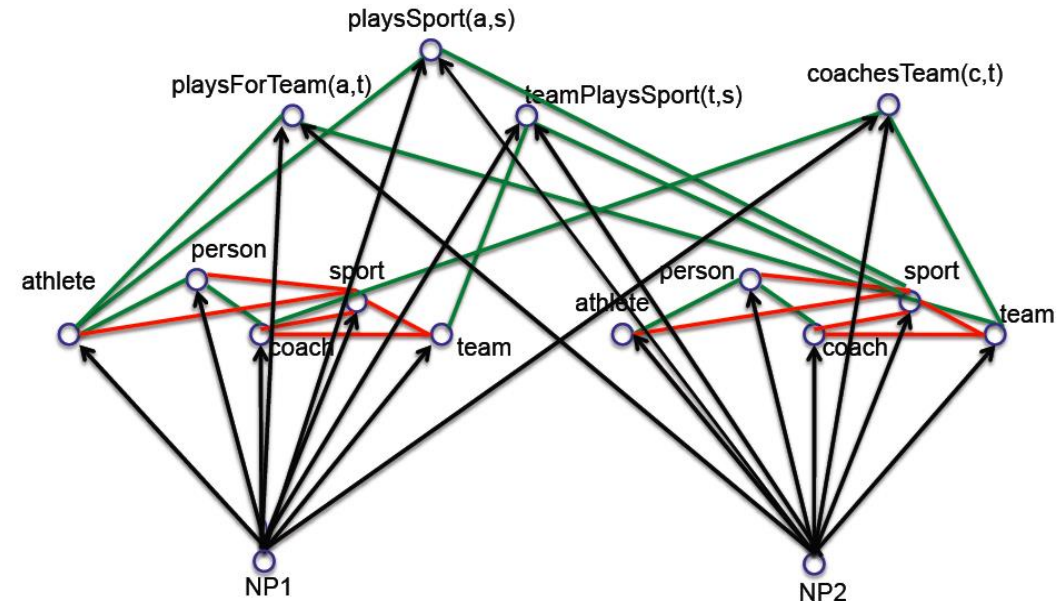 playsSport(a,s)
playsForTeam(a,t)
teamPlaysSport(t,s)
coachesTeam(c,t)
person
sport
athlete
coach
team
person
sport
athlete
team
coach
NP1
NP2